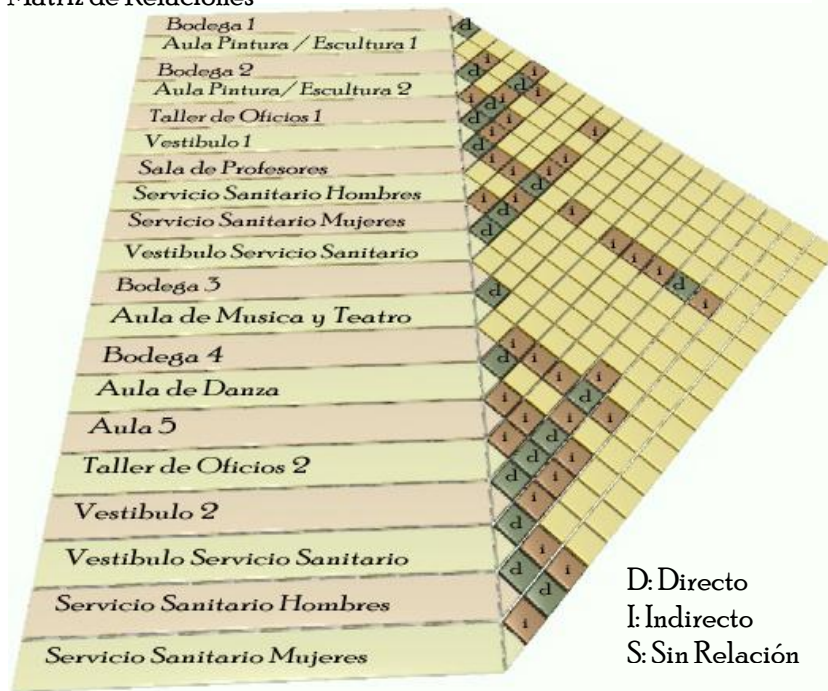 Matriz de Relaciones
Bodega 1
Aula Pintura / Escultura 1
Bodega 2
Aula Pintura/ Escultura 2
Taller de Oficios 1
Vestibulo 1
Sala de Profesores
Servicio Sanitario Hombres
Servicio Sanitario Mujeres
Vestibulo Servicio Sanitario
Bodega 3
Aula de Musica y Teatro
Bodega 4
Aula de Danza
Aula 5
Taller de Oficios 2
Vestibulo 2
Vestibulo Servicio Sanitario
Servicio Sanitario Hombres
Servicio Sanitario Mujeres
D: Directo
I: Indirecto
S: Sin Relación